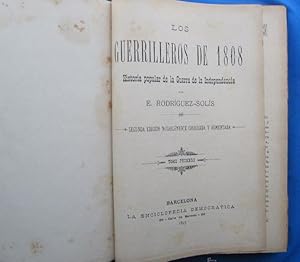 LOS
GUERRILLEROS DE 1808
Historia popular de la Guerra de la Independencia
POR
E. RODRÍGUEZ-SOLÍS
SEGUNDA EDICIÓN NOTABLEMENTE CORREGIDA Y AUMENTADA
TOMO PRIMERO
BARCELONA
LA ENCICLOPEDIA DEMOCRÁTICA